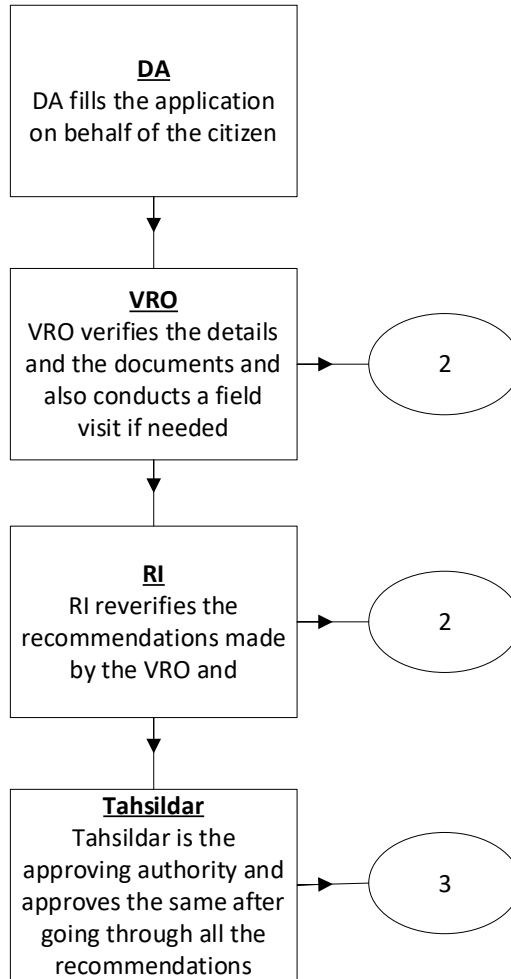 DA
DA fills the application
on behalf of the citizen
VRO
VRO verifies the details
and the documents and
also conducts a field
visit if needed
2
RI
RI reverifies the
recommendations made
by the VRO and
2
Tahsildar
Tahsildar is the
approving authority and
approves the same after
going through all the
recommendations
3